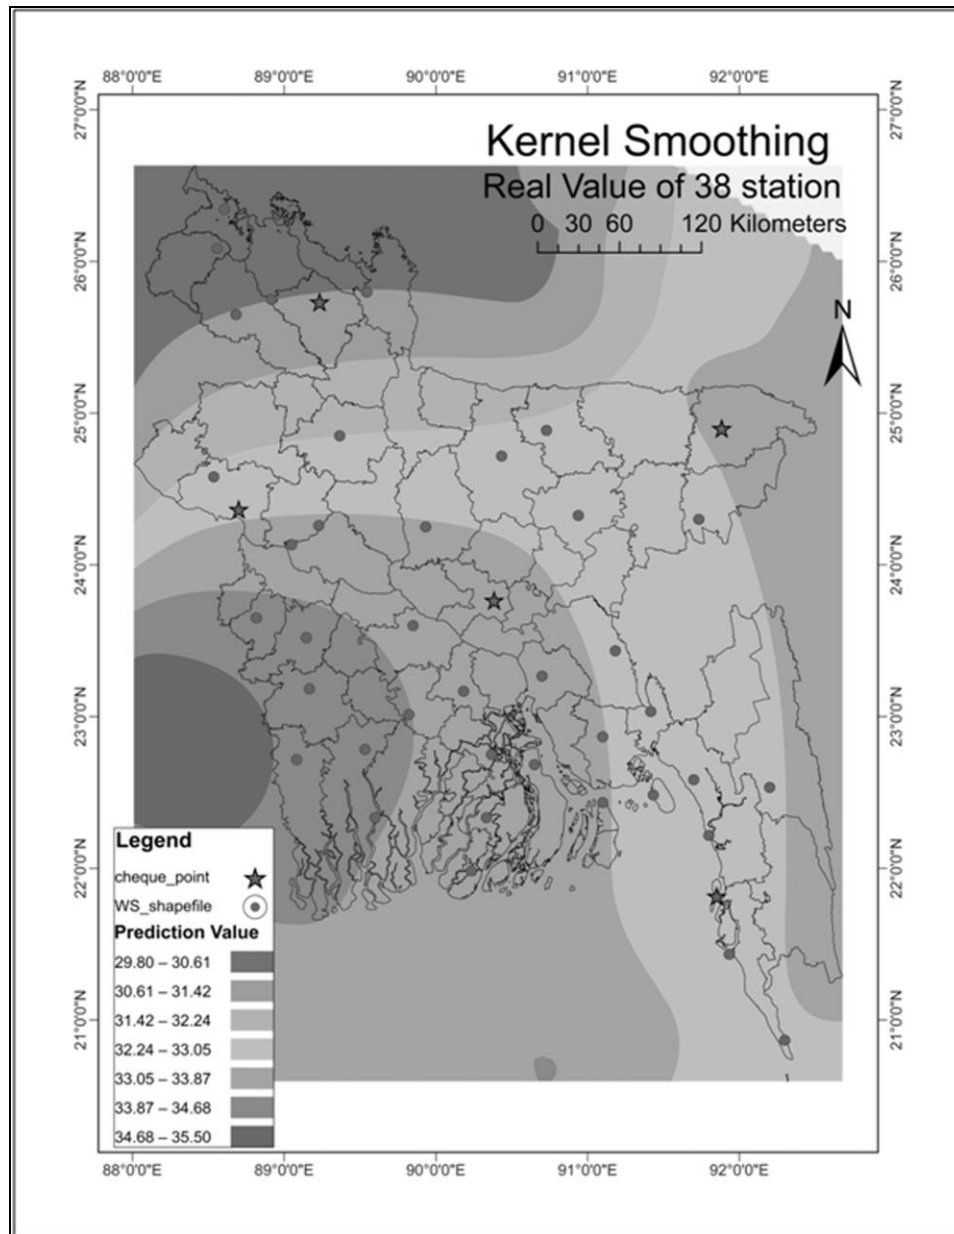 88°0'0"E 89°0'0"E 90°0'0"E 91°0'0"E 92°0'0"E
27°0'0"N 27°0'0"N
Kernel Smoothing
Real Value of 38 station
0 30 60 120 Kilometers
26°0'0"N 26°0'0"N
N
25°0'0"N 25°0'0"N
24°0'0"N 24°0'0"N
23°0'0"N 23°0'0"N
22°0'0"N 22°0'0"N
21°0'0"N 21°0'0"N
Legend
cheque_point
WS_shapefile
Prediction Value
29.80 – 30.61
30.61 – 31.42
31.42 – 32.24
32.24 – 33.05
33.05 – 33.87
33.87 – 34.68
34.68 – 35.50
88°0'0"E 89°0'0"E 90°0'0"E 91°0'0"E 92°0'0"E